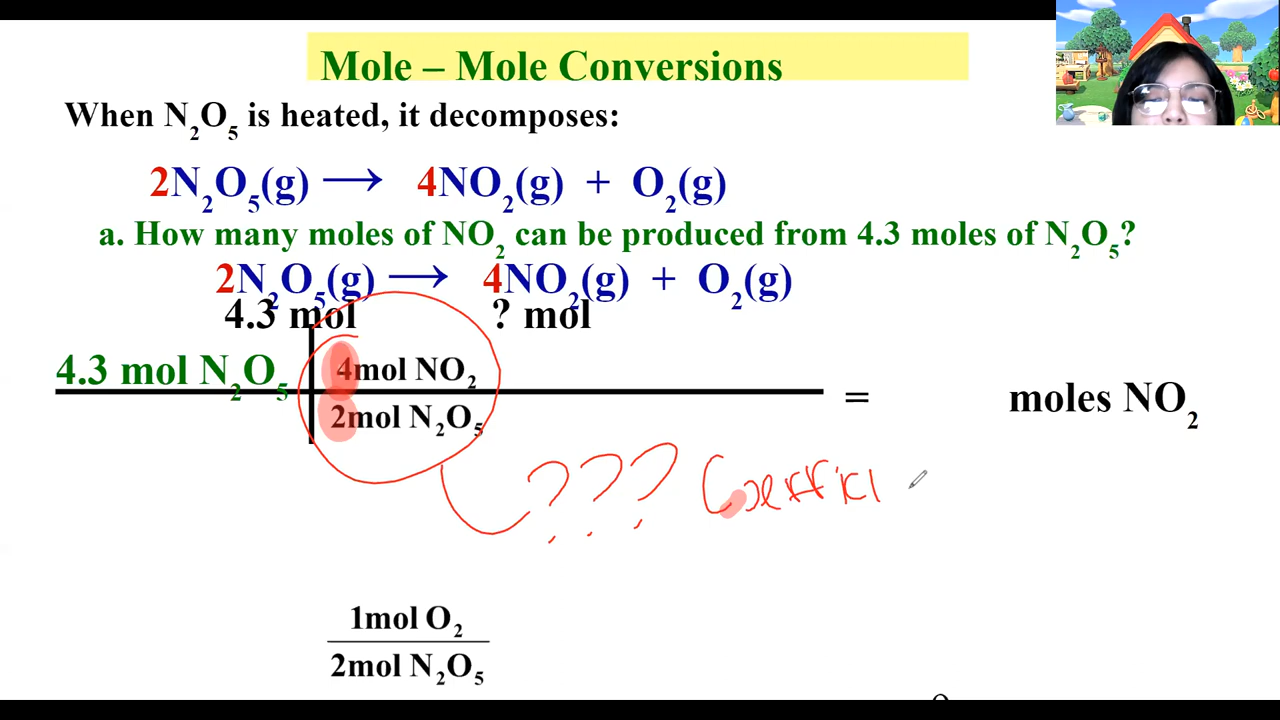 Mole – Mole Conversions
When N₂O₅ is heated, it decomposes:
2N₂O₅(g) → 4NO₂(g) + O₂(g)
a. How many moles of NO₂ can be produced from 4.3 moles of N₂O₅?
2N₂O₅(g) → 4NO₂(g) + O₂(g)
4.3 mol ? mol
4.3 mol N₂O₅ 4mol NO₂
2mol N₂O₅
= moles NO₂
??? Coeffici
1mol O₂
2mol N₂O₅